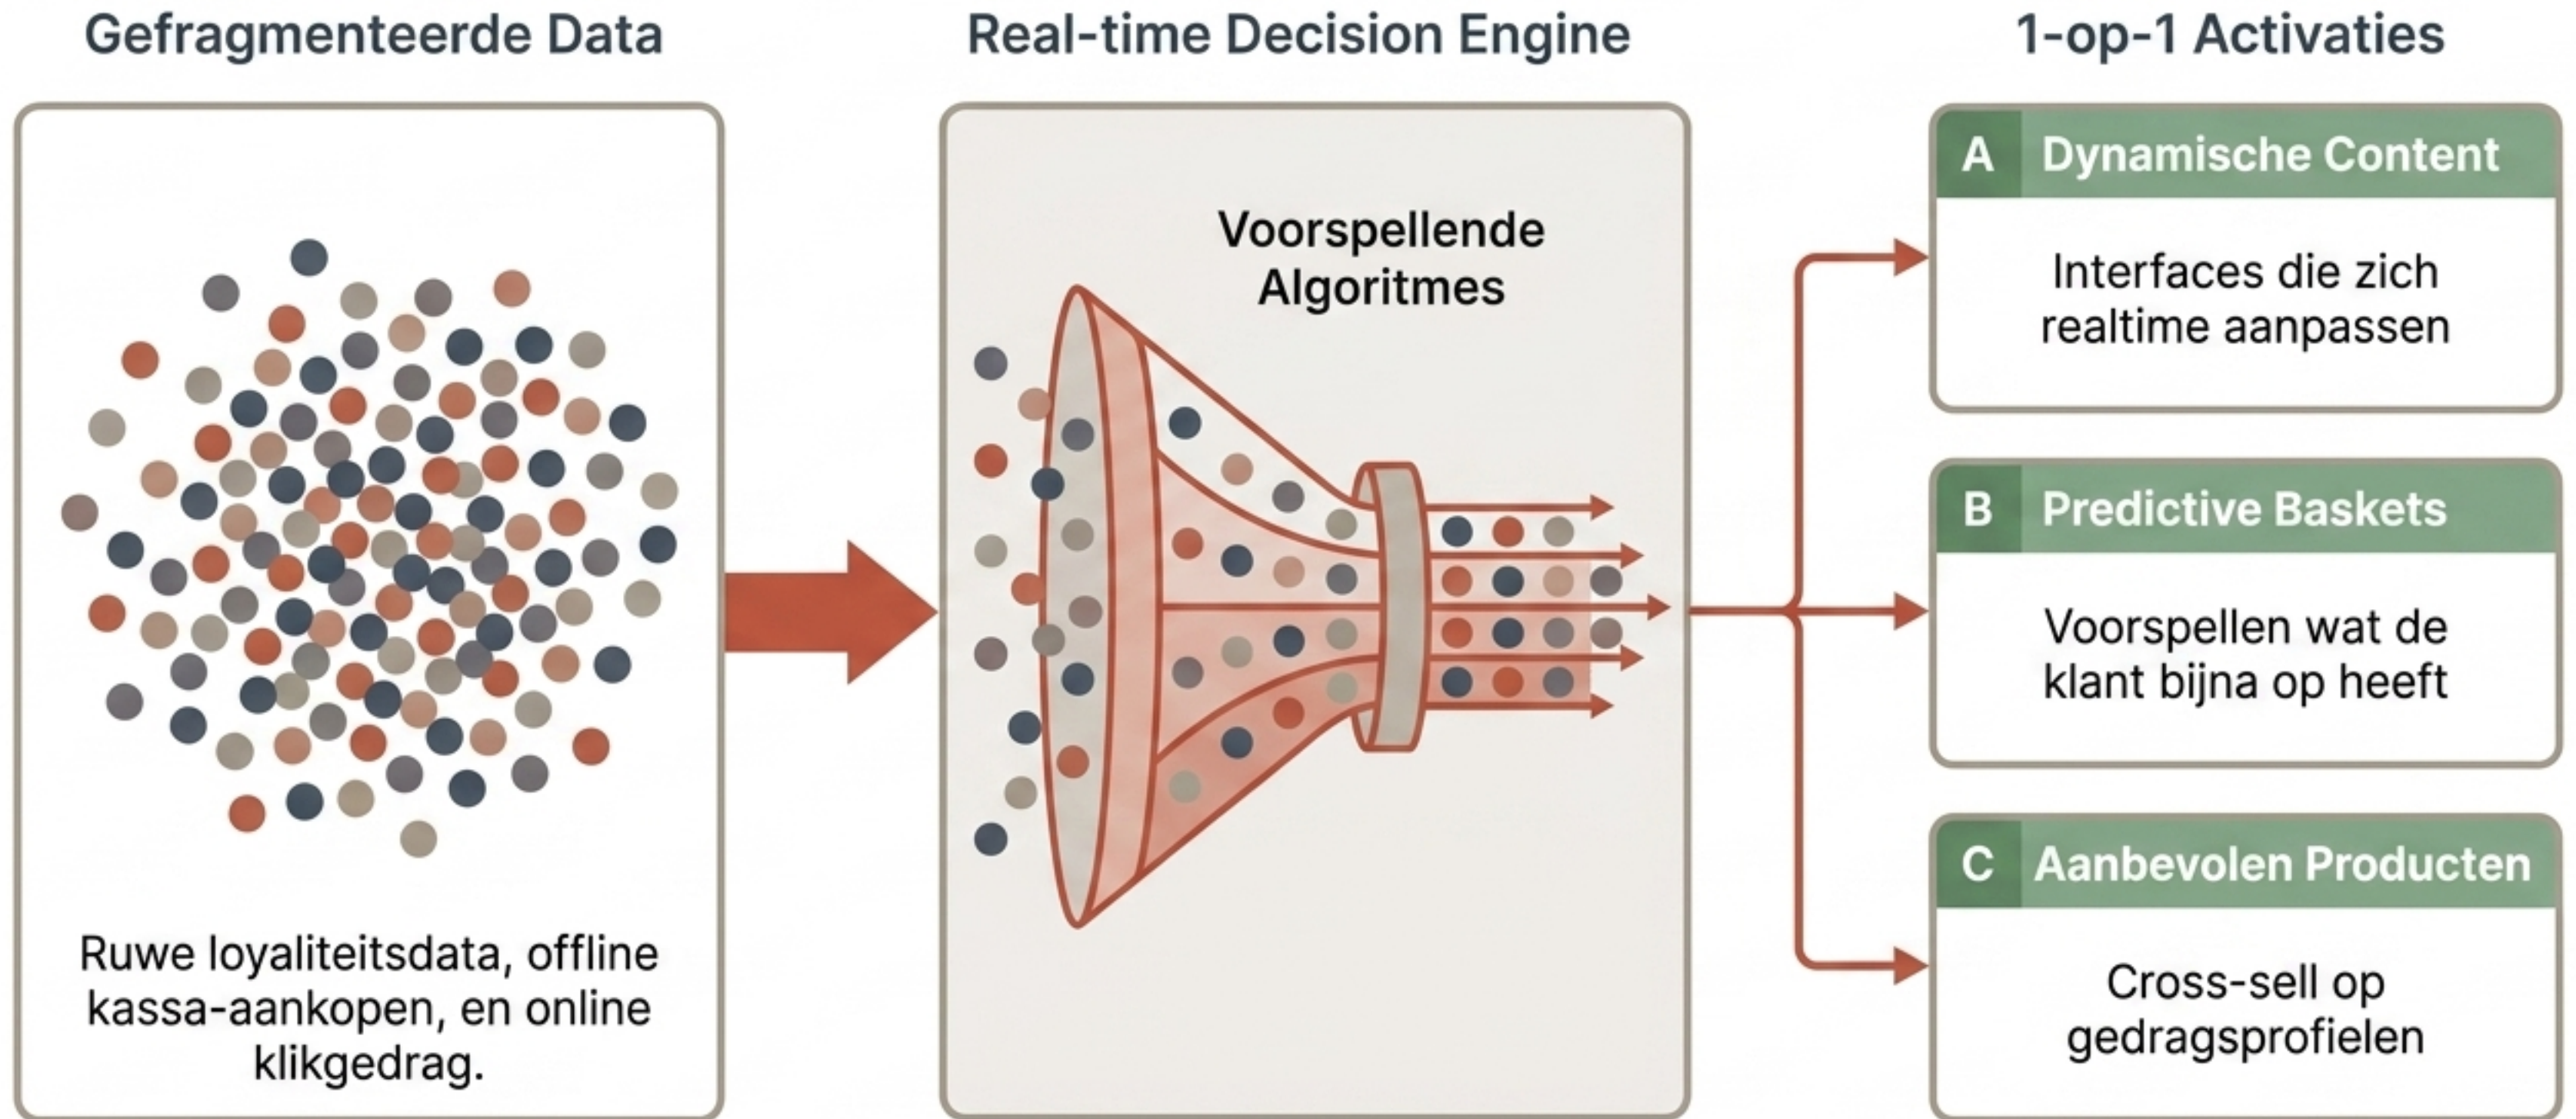 Gefragmenteerde Data
Ruwe loyaliteitsdata, offline
kassa-aankopen, en online
klikgedrag.
Real-time Decision Engine
Voorspellende
Algoritmes
1-op-1 Activaties
A Dynamische Content
Interfaces die zich
realtime aanpassen
B Predictive Baskets
Voorspellen wat de
klant bijna op heeft
C Aanbevolen Producten
Cross-sell op
gedragsprofielen